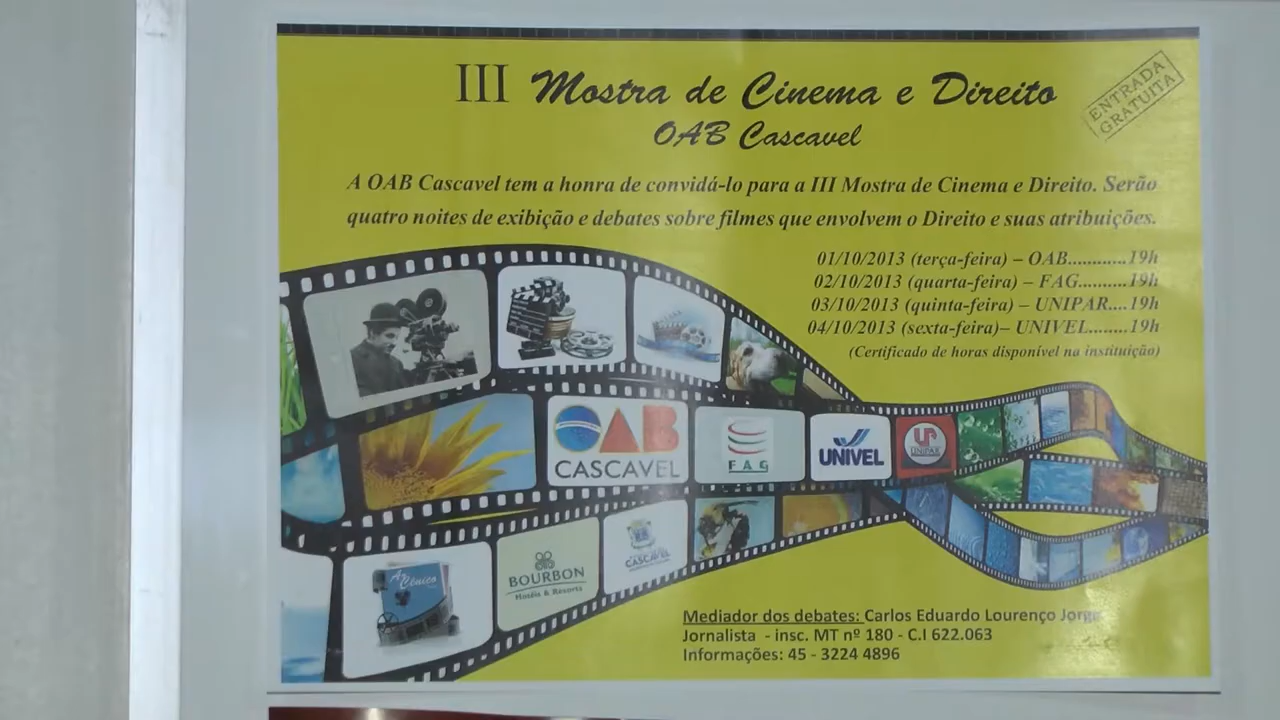 III Mostra de Cinema e Direito
OAB Cascavel
ENTRADA
GRATUITA
A OAB Cascavel tem a honra de convidá-lo para a III Mostra de Cinema e Direito. Serão
quatro noites de exibição e debates sobre filmes que envolvem o Direito e suas atribuições.
01/10/2013 (terça-feira) – OAB............19h
02/10/2013 (quarta-feira) – FAG..........19h
03/10/2013 (quinta-feira) – UNIPAR....19h
04/10/2013 (sexta-feira)– UNIVEL.......19h
(Certificado de horas disponível na instituição)
OAB
CASCAVEL
FAG
UNIVEL
UP
UNIPAR
A Cênico
BOURBON
Hotéis & Resorts
CASCAVEL
Mediador dos debates: Carlos Eduardo Lourenço Jorge
Jornalista - insc. MT nº 180 - C.I 622.063
Informações: 45 - 3224 4896